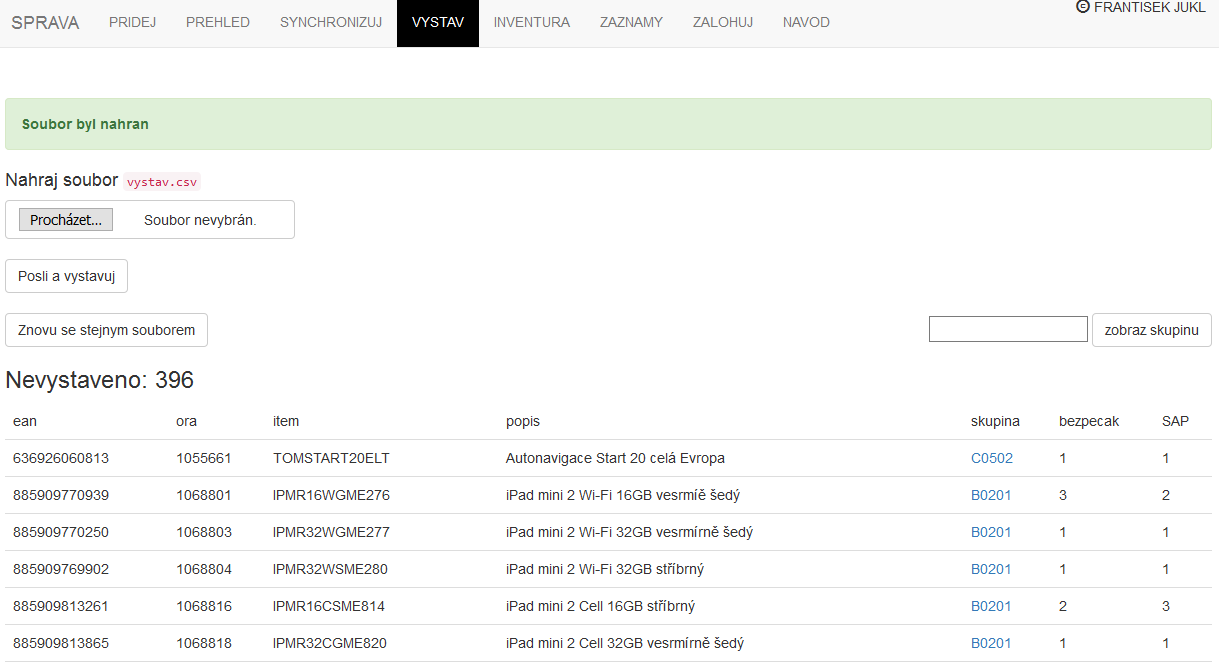 SPRAVA PRIDEJ PREHLED SYNCHRONIZUJ VYSTAV INVENTURA ZAZNAMY ZALOHUJ NAVOD © FRANTISEK JUKL
Soubor byl nahran
Nahraj soubor vystav.csv
Procházet... Soubor nevybrán.
Posli a vystavuj
Znovu se stejnym souborem zobraz skupinu
Nevystaveno: 396
ean ora item popis skupina bezpecak SAP
636926060813 1055661 TOMSTART20ELT Autonavigace Start 20 celá Evropa C0502 1 1
885909770939 1068801 IPMR16WGME276 iPad mini 2 Wi-Fi 16GB vesrmíě šedý B0201 3 2
885909770250 1068803 IPMR32WGME277 iPad mini 2 Wi-Fi 32GB vesrmírně šedý B0201 1 1
885909769902 1068804 IPMR32WSME280 iPad mini 2 Wi-Fi 32GB stříbrný B0201 1 1
885909813261 1068816 IPMR16CSME814 iPad mini 2 Cell 16GB stříbrný B0201 2 3
885909813865 1068818 IPMR32CGME820 iPad mini 2 Cell 32GB vesrmírně šedý B0201 1 1